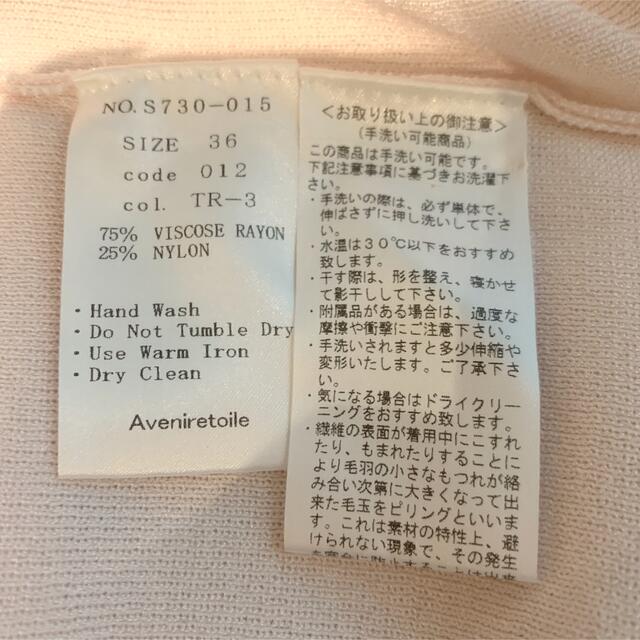 NO. S730-015
SIZE 36
code 012
col. TR-3
75% VISCOSE RAYON
25% NYLON
・Hand Wash
・Do Not Tumble Dry
・Use Warm Iron
・Dry Clean
Aveniretoile
＜お取り扱い上の御注意＞
(手洗い可能商品)
この商品は手洗い可能です。
下記注意事項に基づきお洗濯下
さい。
・手洗いの際は、必ず単体で、
伸ばさずに押し洗いして下さ
い。
・水温は30℃以下をおすすめ
致します。
・干す際は、形を整え、寝かせ
て影干しして下さい。
・附属品がある場合は、過度な
摩擦や衝撃にご注意下さい。
・手洗いされますと多少伸縮や
変形いたします。ご了承下さ
い。
・気になる場合はドライクリー
ニングをおすすめ致します。
・繊維の表面が着用中にこすれ
たり、もまれたりすることに
より毛羽の小さなもつれが絡
み合い次第に大きくなって出
来た毛玉をピリングといいま
す。これは素材の特性上、避
けられない現象で、その発生
を完全に防止することは出来